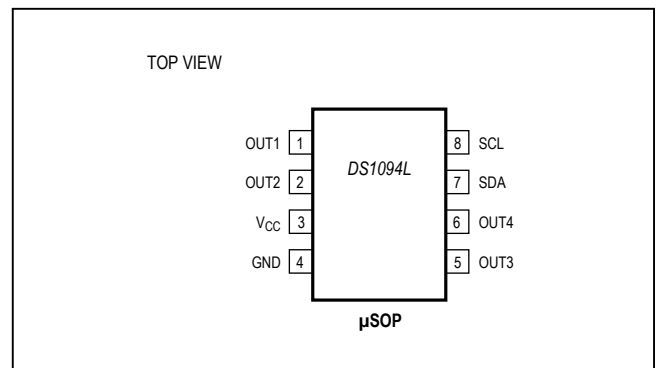 TOP VIEW
OUT1 1 DS1094L 8 SCL
OUT2 2 7 SDA
VCC 3 6 OUT4
GND 4 5 OUT3
µSOP